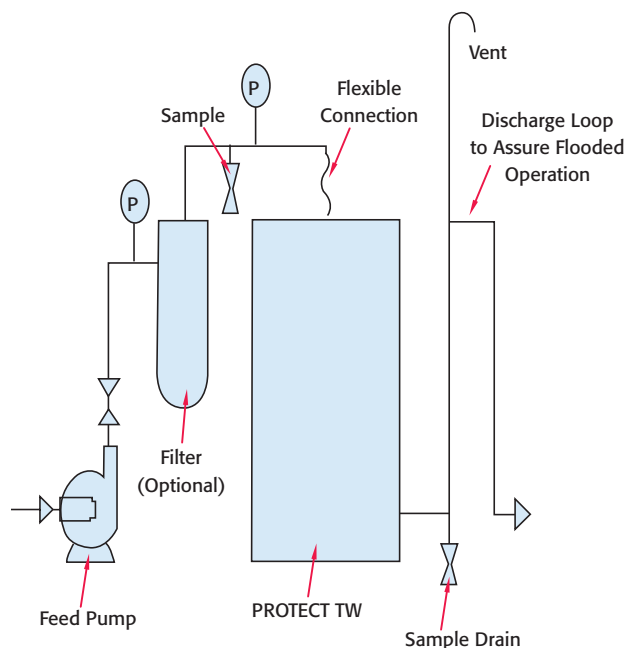 Vent
P
Flexible
Connection
Sample
Discharge Loop
to Assure Flooded
Operation
P
Filter
(Optional)
Feed Pump
PROTECT TW
Sample Drain